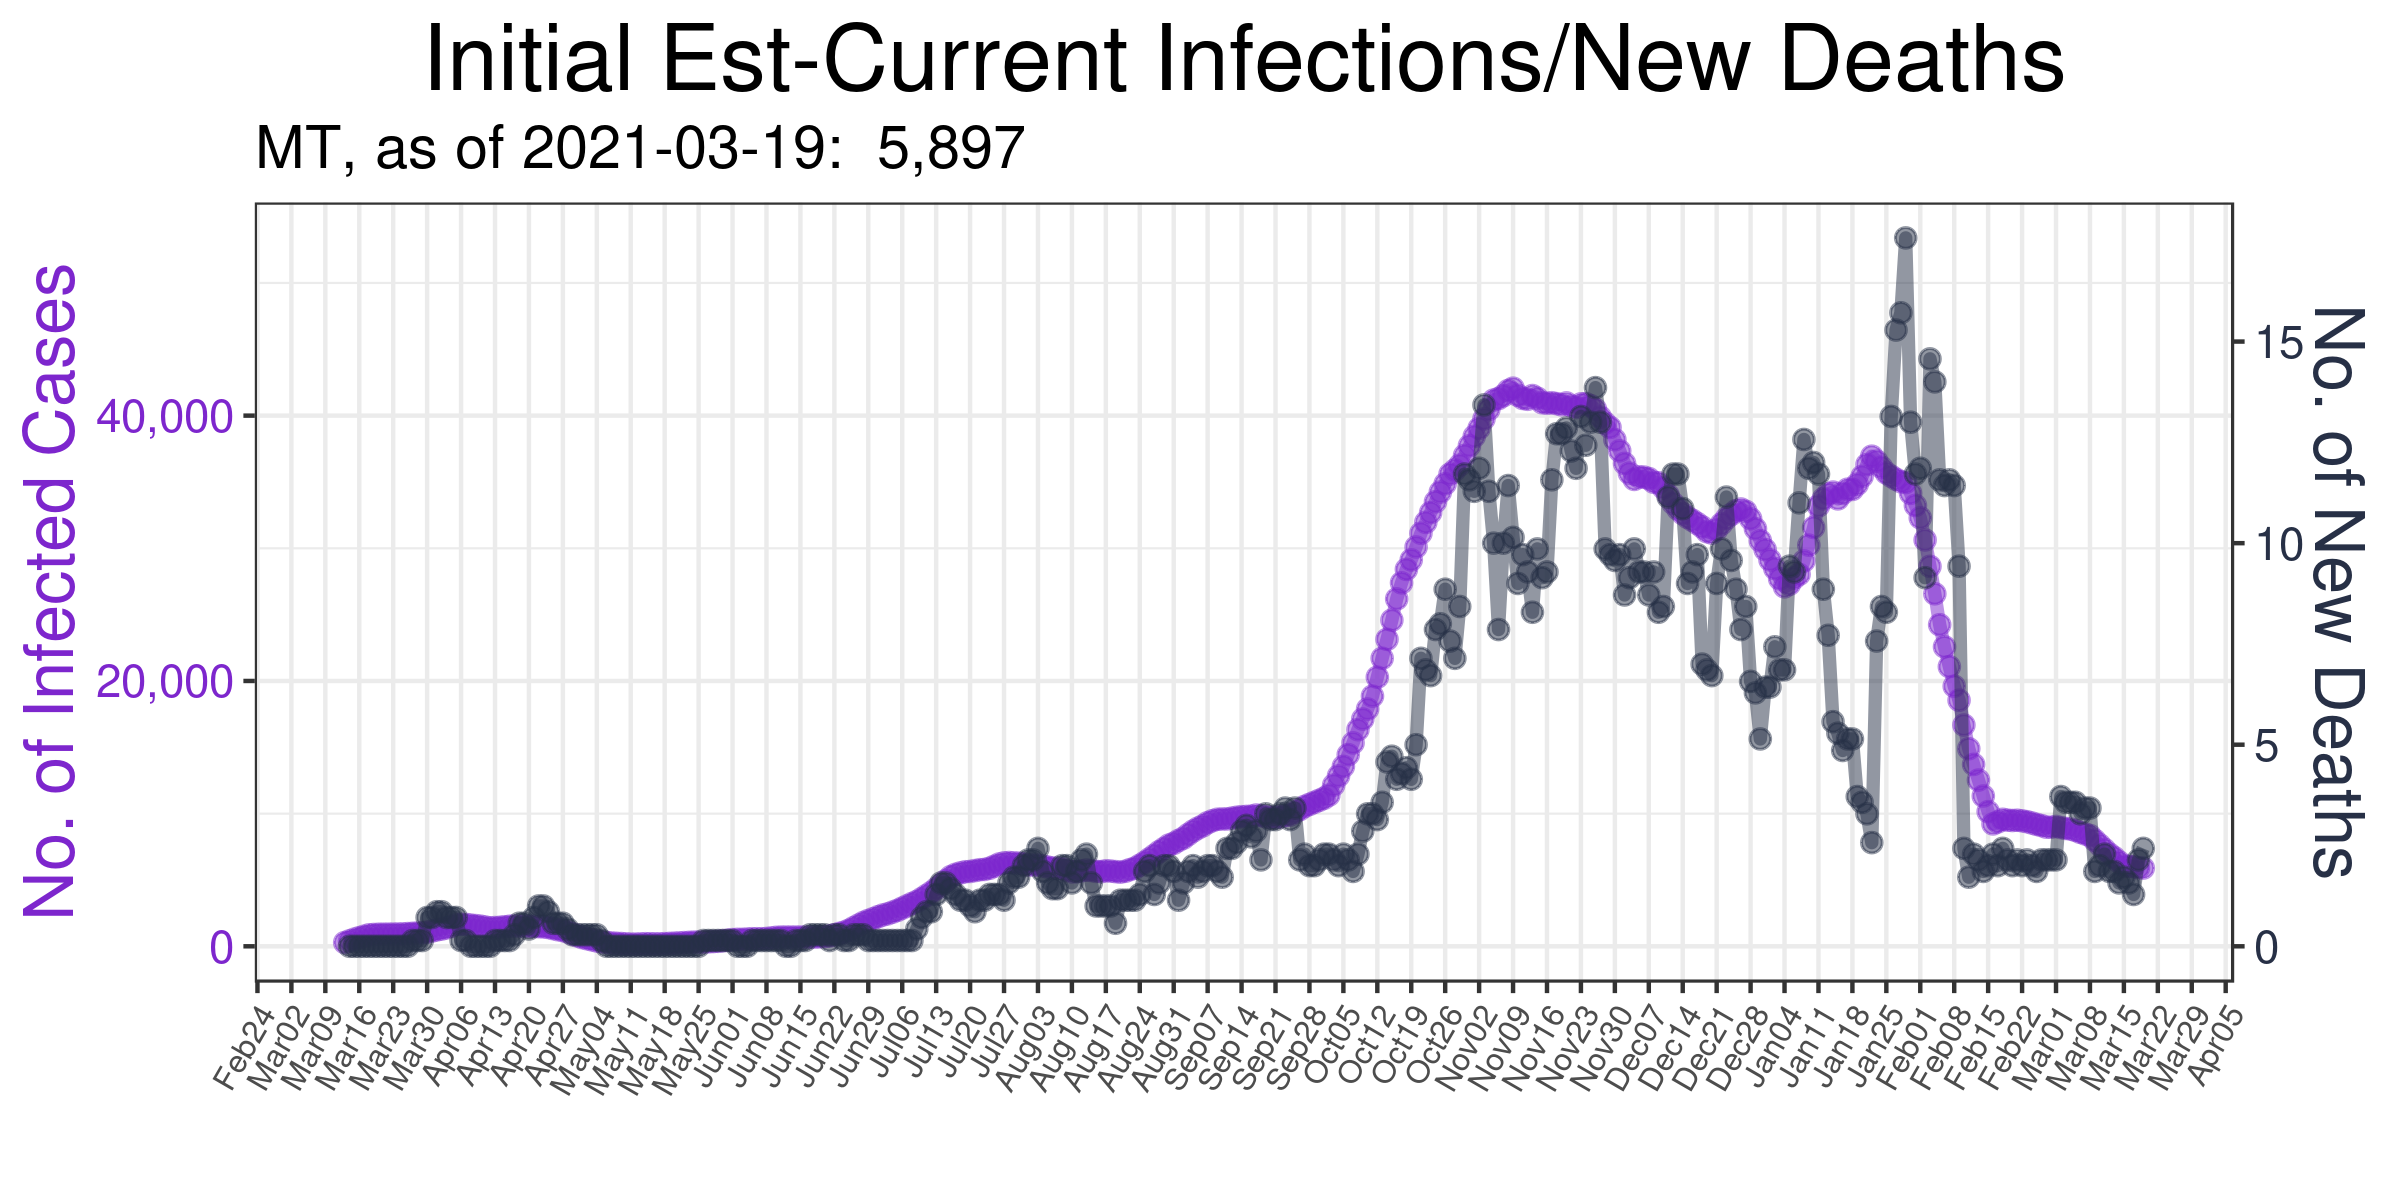 Initial Est-Current Infections/New Deaths
MT, as of 2021-03-19:  5,897
No. of Infected Cases
40,000
20,000
0
No. of New Deaths
15
10
5
0
Feb24
Mar02
Mar09
Mar16
Mar23
Mar30
Apr06
Apr13
Apr20
Apr27
May04
May11
May18
May25
Jun01
Jun08
Jun15
Jun22
Jun29
Jul06
Jul13
Jul20
Jul27
Aug03
Aug10
Aug17
Aug24
Aug31
Sep07
Sep14
Sep21
Sep28
Oct05
Oct12
Oct19
Oct26
Nov02
Nov09
Nov16
Nov23
Nov30
Dec07
Dec14
Dec21
Dec28
Jan04
Jan11
Jan18
Jan25
Feb01
Feb08
Feb15
Feb22
Mar01
Mar08
Mar15
Mar22
Mar29
Apr05